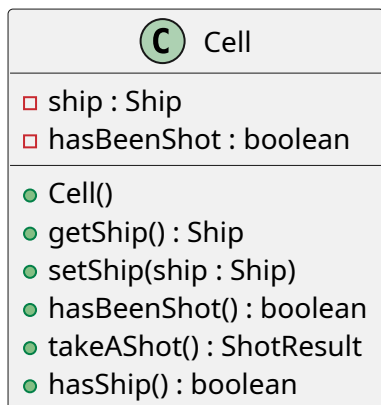 C Cell
ship : Ship
hasBeenShot : boolean
Cell()
getShip() : Ship
setShip(ship : Ship)
hasBeenShot() : boolean
takeAShot() : ShotResult
hasShip() : boolean